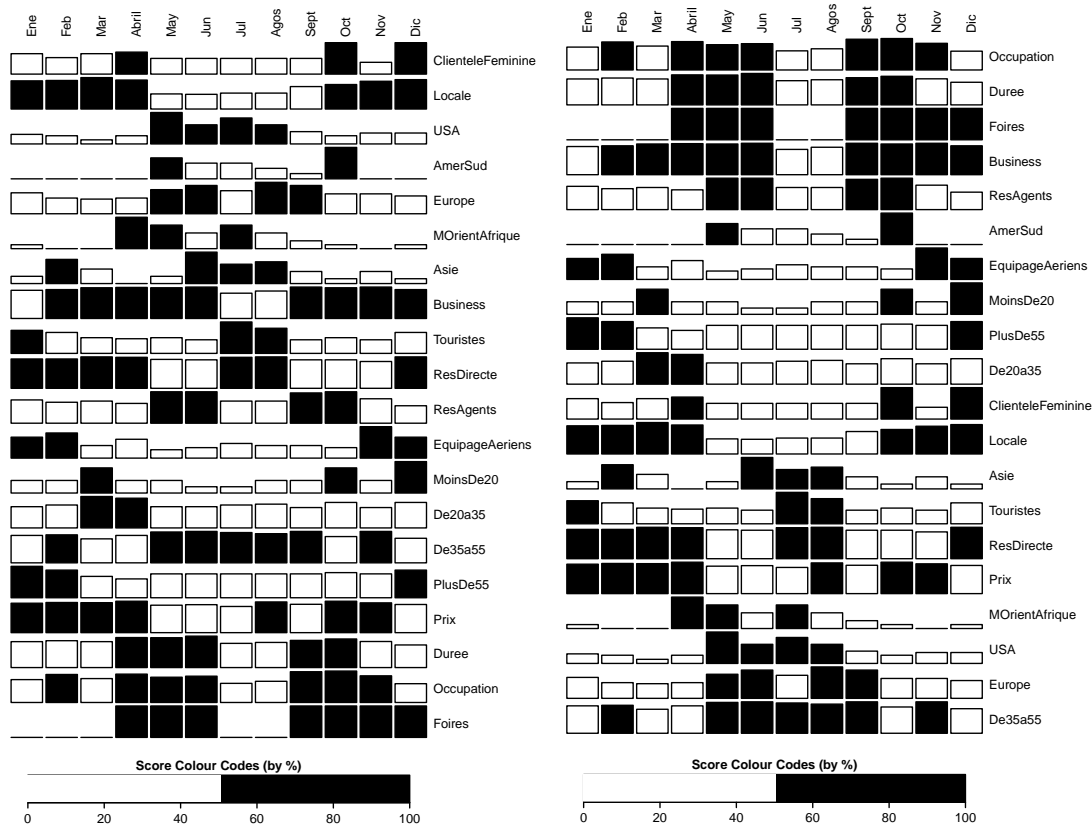 Ene Feb Mar Abril May Jun Jul Agos Sept Oct Nov Dic
ClienteleFeminine
Locale
USA
AmerSud
Europe
MOrientAfrique
Asie
Business
Touristes
ResDirecte
ResAgents
EquipageAeriens
MoinsDe20
De20a35
De35a55
PlusDe55
Prix
Duree
Occupation
Foires
Score Colour Codes (by %)
0 20 40 60 80 100
Ene Feb Mar Abril May Jun Jul Agos Sept Oct Nov Dic
Occupation
Duree
Foires
Business
ResAgents
AmerSud
EquipageAeriens
MoinsDe20
PlusDe55
De20a35
ClienteleFeminine
Locale
Asie
Touristes
ResDirecte
Prix
MOrientAfrique
USA
Europe
De35a55
Score Colour Codes (by %)
0 20 40 60 80 100